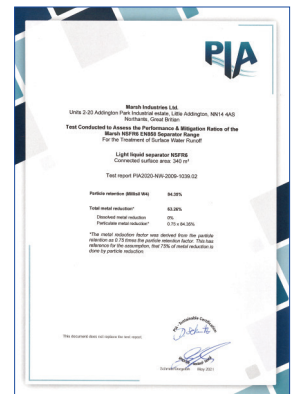 PIA
Marsh Industries Ltd.
Units 2-20 Addington Park Industrial estate, Little Addington, NN14 4AS
Northants, Great Britain
Test Conducted to Assess the Performance & Mitigation Ratios of the
Marsh NSFR6 EN858 Separator Range
For the Treatment of Surface Water Runoff
Light liquid separator NSFR6
Connected surface area: 340 m²
Test report PIA2020-NW-2009-1039.02
Particle retention (Millisil W4) 84.35%
Total metal reduction* 63.26%
Dissolved metal reduction 0%
Particulate metal reduction* 0.75 x 84.35%
*The metal reduction factor was derived from the particle
retention as 0.75 times the particle retention factor. This has
reference for the assumption, that 75% of metal reduction is
done by particle reduction.
This document does not replace the test report.
May 2021